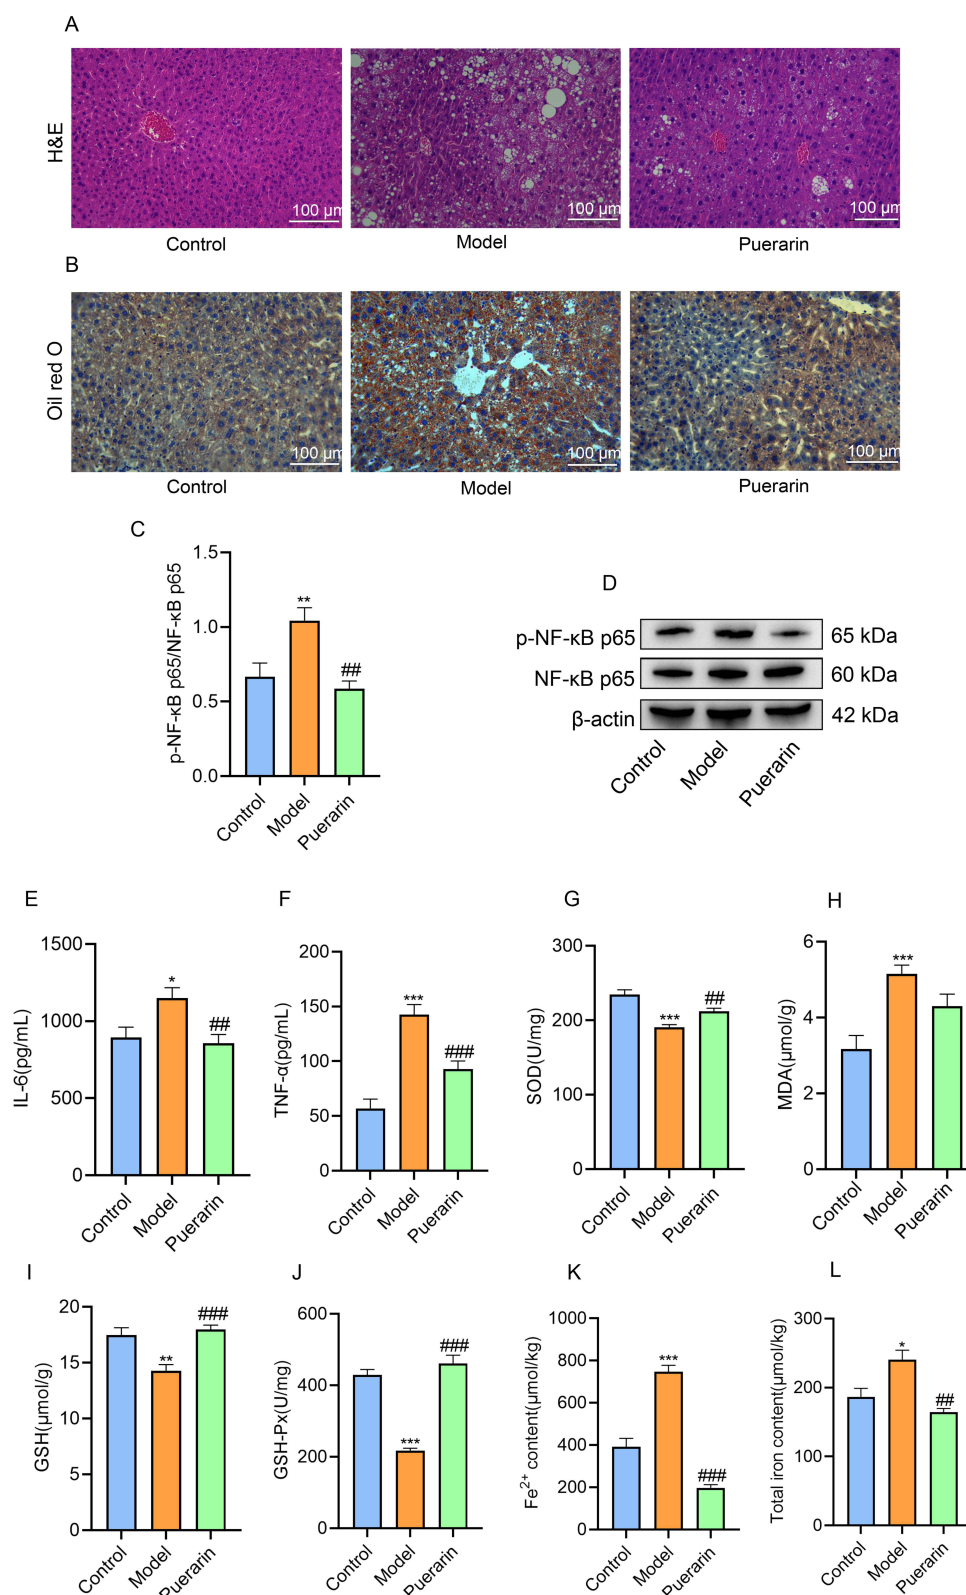 A
H&E
100 µm
100 µm
100 µm
Control
Model
Puerarin
B
Oil red O
100 µm
100 µm
100 µm
Control
Model
Puerarin
C
p-NF-κB p65/NF-κB p65
1.5
1.0
0.5
0.0
**
##
Control
Model
Puerarin
D
p-NF-κB p65
65 kDa
NF-κB p65
60 kDa
β-actin
42 kDa
Control
Model
Puerarin
E
IL-6(pg/mL)
1500
1000
500
0
*
##
Control
Model
Puerarin
F
TNF-α(pg/mL)
200
150
100
50
0
***
###
Control
Model
Puerarin
G
SOD(U/mg)
300
200
100
0
***
##
Control
Model
Puerarin
H
MDA(µmol/g)
6
4
2
0
***
Control
Model
Puerarin
I
GSH(µmol/g)
20
15
10
5
0
**
###
Control
Model
Puerarin
J
GSH-Px(U/mg)
600
400
200
0
***
###
Control
Model
Puerarin
K
Fe²⁺ content(µmol/kg)
1000
800
600
400
200
0
***
###
Control
Model
Puerarin
L
Total iron content(µmol/kg)
300
200
100
0
*
##
Control
Model
Puerarin